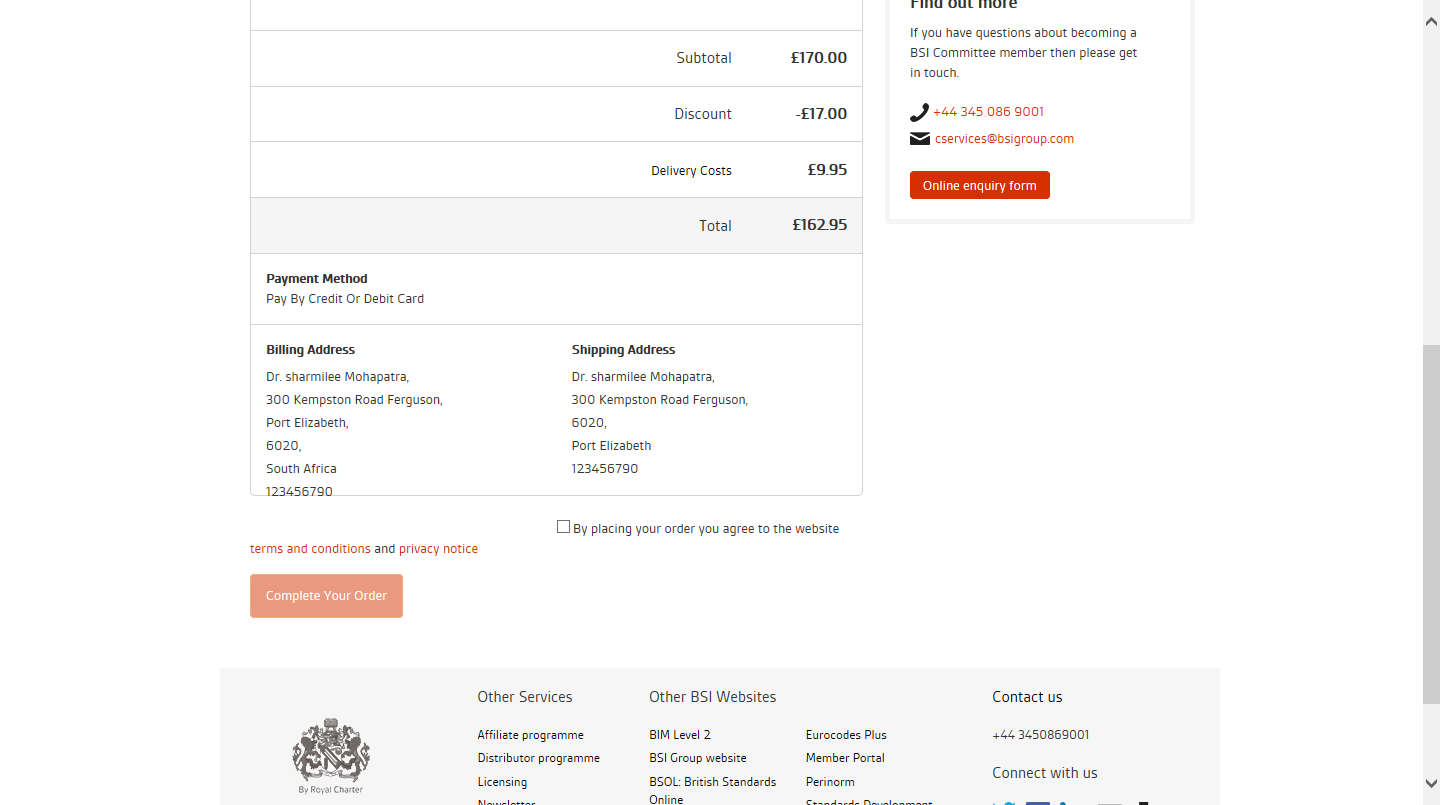 Find out more
If you have questions about becoming a
BSI Committee member then please get
in touch.
+44 345 086 9001
cservices@bsigroup.com
Online enquiry form
Subtotal £170.00
Discount -£17.00
Delivery Costs £9.95
Total £162.95
Payment Method
Pay By Credit Or Debit Card
Billing Address
Dr. sharmilee Mohapatra,
300 Kempston Road Ferguson,
Port Elizabeth,
6020,
South Africa
123456790
Shipping Address
Dr. sharmilee Mohapatra,
300 Kempston Road Ferguson,
6020,
Port Elizabeth
123456790
By placing your order you agree to the website
terms and conditions and privacy notice
Complete Your Order
By Royal Charter
Other Services
Affiliate programme
Distributor programme
Licensing
Newsletter
Other BSI Websites
BIM Level 2
BSI Group website
BSOL: British Standards
Online
Eurocodes Plus
Member Portal
Perinorm
Standards Development
Contact us
+44 3450869001
Connect with us